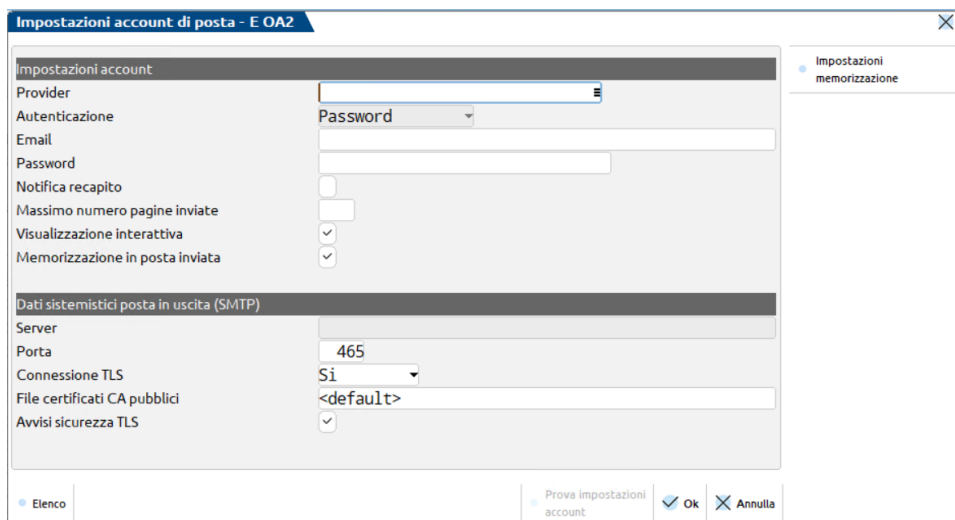 Impostazioni account di posta - E OA2
Impostazioni
memorizzazione
Impostazioni account
Provider
Autenticazione Password
Email
Password
Notifica recapito
Massimo numero pagine inviate
Visualizzazione interattiva
Memorizzazione in posta inviata
Dati sistemistici posta in uscita (SMTP)
Server
Porta 465
Connessione TLS Si
File certificati CA pubblici <default>
Avvisi sicurezza TLS
Elenco
Prova impostazioni
account
Ok
Annulla